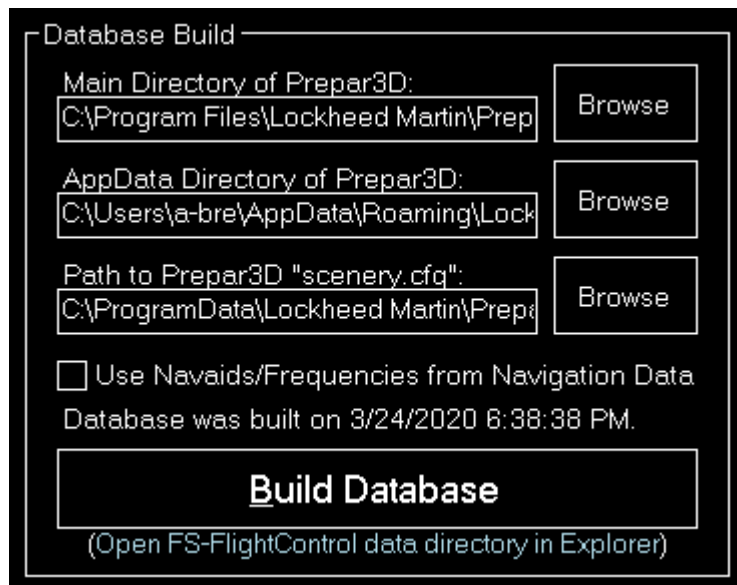 Database Build
Main Directory of Prepar3D:
C:\Program Files\Lockheed Martin\Prep
Browse
AppData Directory of Prepar3D:
C:\Users\a-bre\AppData\Roaming\Lock
Browse
Path to Prepar3D "scenery.cfg":
C:\ProgramData\Lockheed Martin\Prepa
Browse
Use Navaids/Frequencies from Navigation Data
Database was built on 3/24/2020 6:38:38 PM.
Build Database
(Open FS-FlightControl data directory in Explorer)